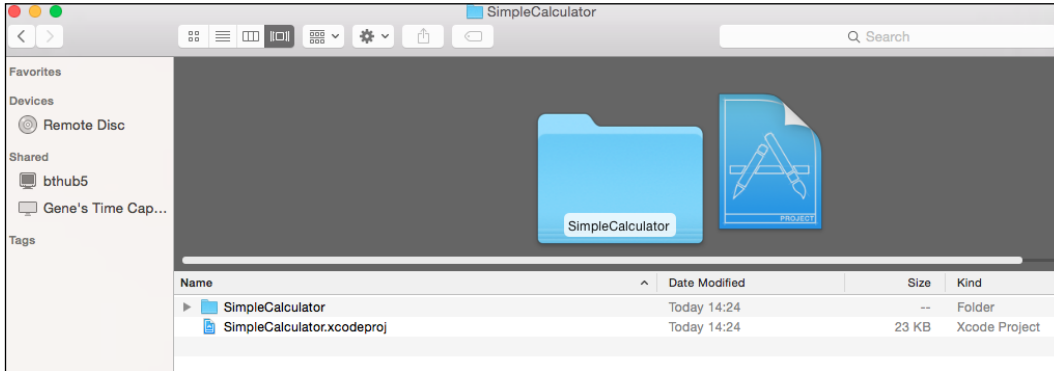 SimpleCalculator
Search
Favorites
Devices
Remote Disc
Shared
bthub5
Gene's Time Cap...
Tags
PROJECT
SimpleCalculator
Name Date Modified Size Kind
SimpleCalculator Today 14:24 -- Folder
SimpleCalculator.xcodeproj Today 14:24 23 KB Xcode Project